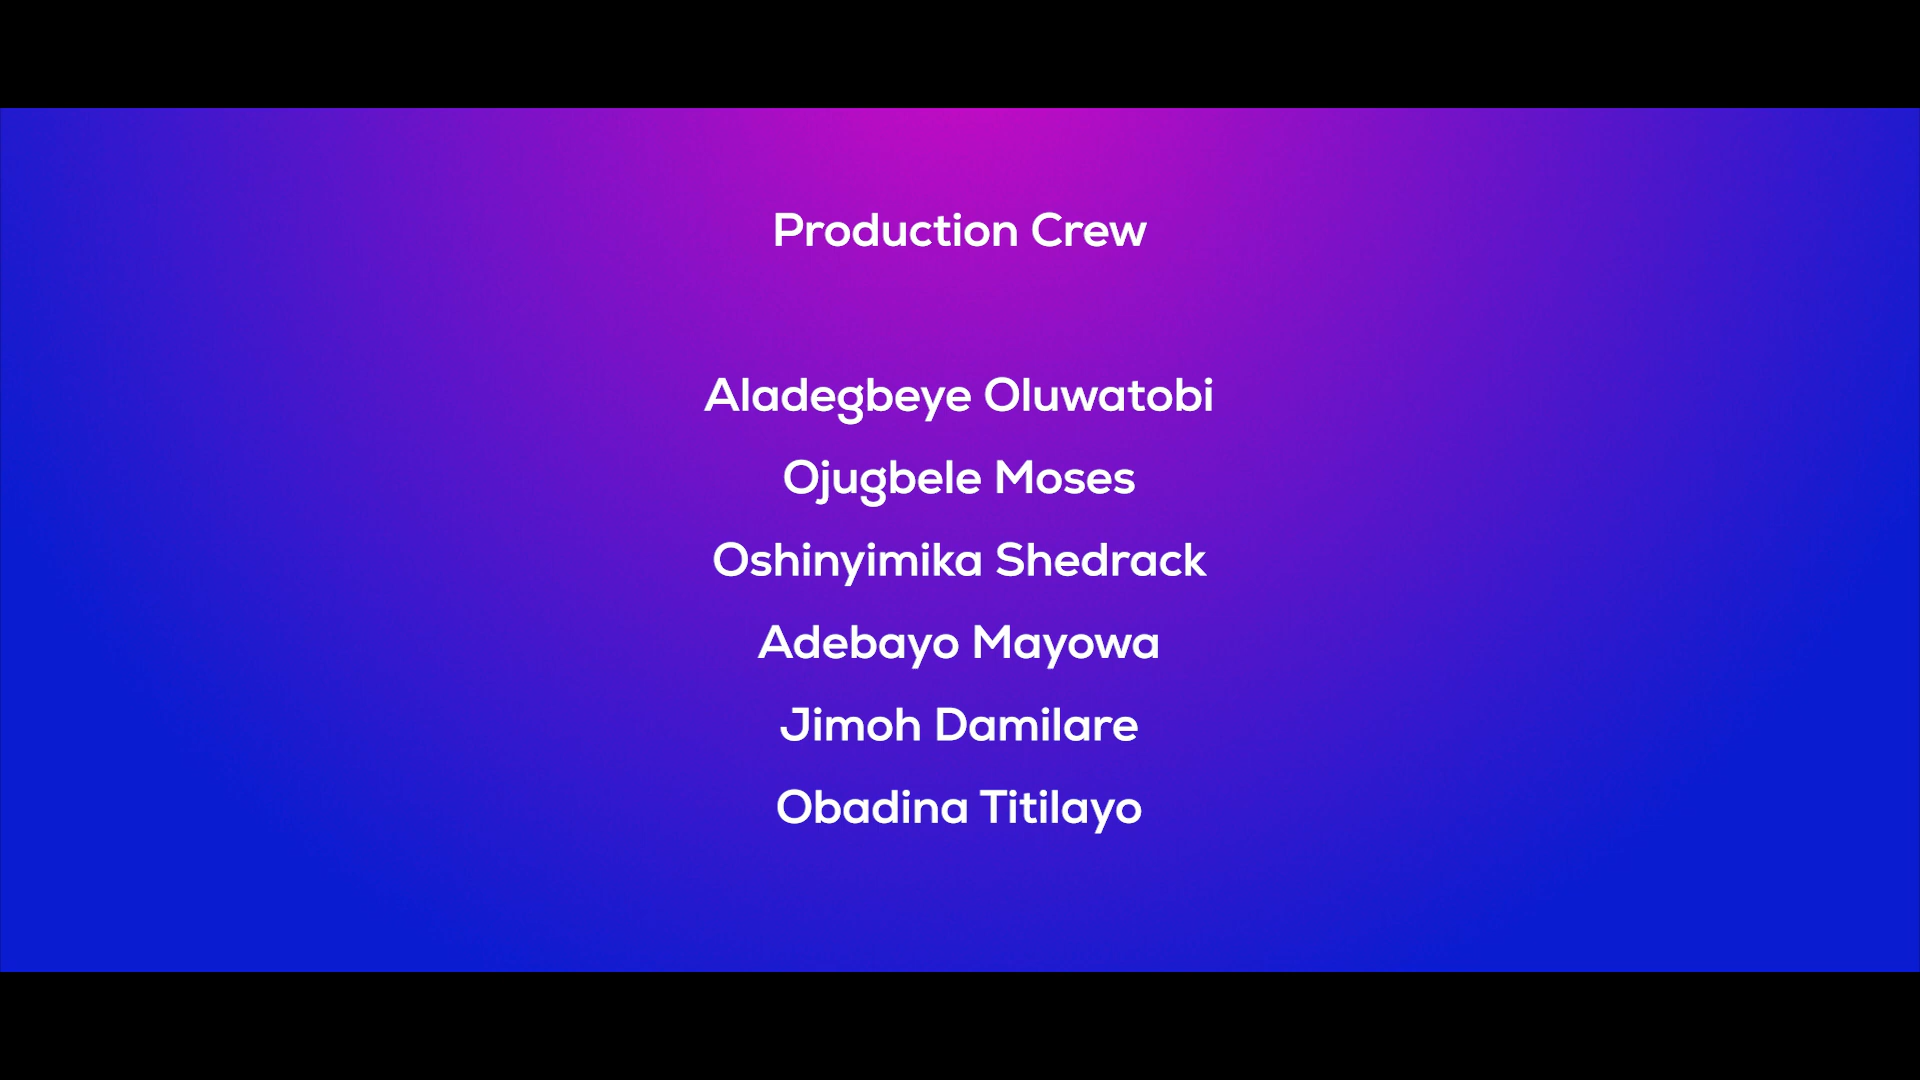 Production Crew
Aladegbeye Oluwatobi
Ojugbele Moses
Oshinyimika Shedrack
Adebayo Mayowa
Jimoh Damilare
Obadina Titilayo